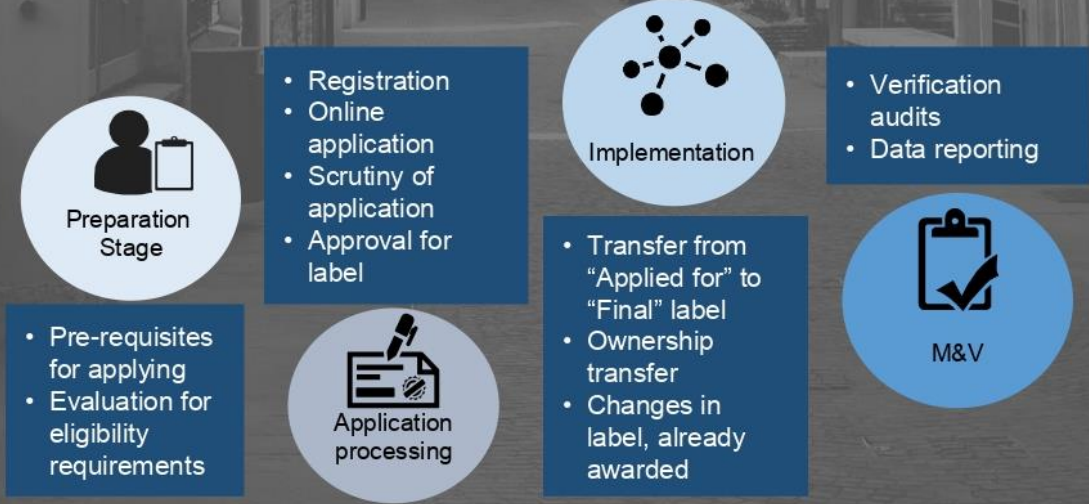 Preparation
Stage
• Pre-requisites
for applying
• Evaluation for
eligibility
requirements
• Registration
• Online
application
• Scrutiny of
application
• Approval for
label
Application
processing
Implementation
• Transfer from
“Applied for” to
“Final” label
• Ownership
transfer
• Changes in
label, already
awarded
• Verification
audits
• Data reporting
M&V